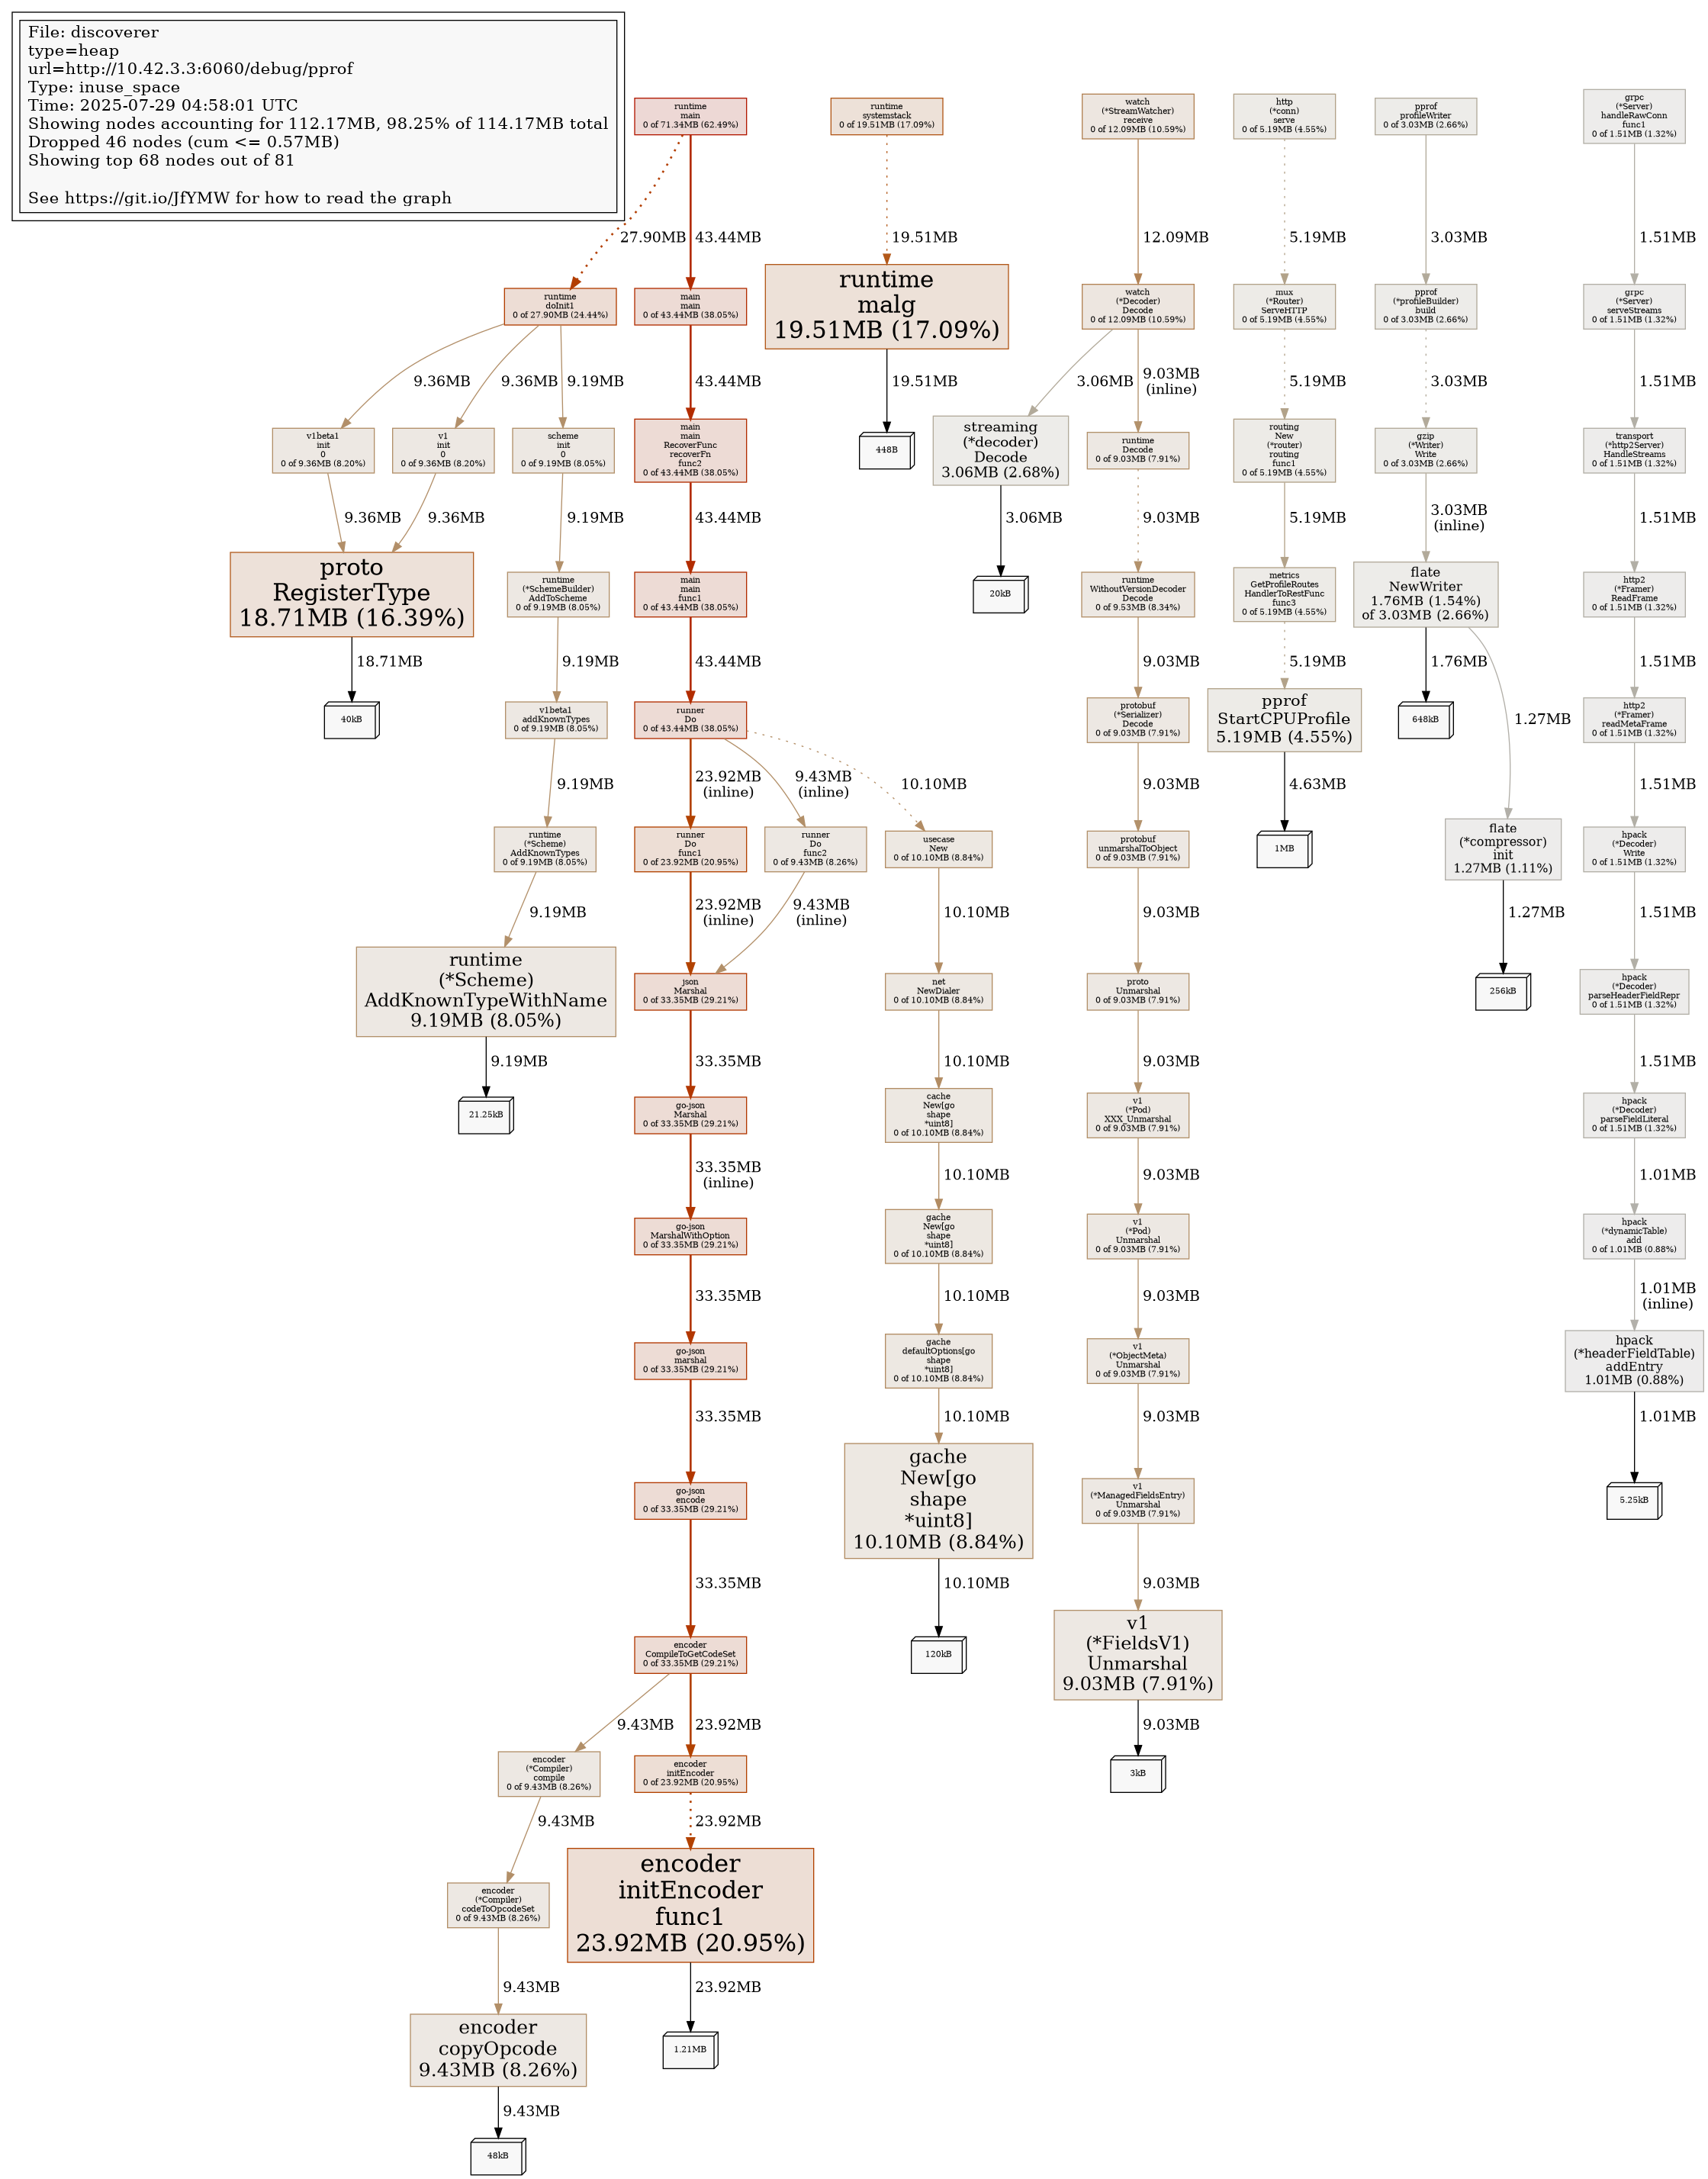 File: discoverer
type=heap
url=http://10.42.3.3:6060/debug/pprof
Type: inuse_space
Time: 2025-07-29 04:58:01 UTC
Showing nodes accounting for 112.17MB, 98.25% of 114.17MB total
Dropped 46 nodes (cum <= 0.57MB)
Showing top 68 nodes out of 81
See https://git.io/JfYMW for how to read the graph
runtime
main
0 of 71.34MB (62.49%)
runtime
systemstack
0 of 19.51MB (17.09%)
watch
(*StreamWatcher)
receive
0 of 12.09MB (10.59%)
http
(*conn)
serve
0 of 5.19MB (4.55%)
pprof
profileWriter
0 of 3.03MB (2.66%)
grpc
(*Server)
handleRawConn
func1
0 of 1.51MB (1.32%)
27.90MB
43.44MB
19.51MB
12.09MB
5.19MB
3.03MB
1.51MB
runtime
doInit1
0 of 27.90MB (24.44%)
main
main
0 of 43.44MB (38.05%)
runtime
malg
19.51MB (17.09%)
watch
(*Decoder)
Decode
0 of 12.09MB (10.59%)
mux
(*Router)
ServeHTTP
0 of 5.19MB (4.55%)
pprof
(*profileBuilder)
build
0 of 3.03MB (2.66%)
grpc
(*Server)
serveStreams
0 of 1.51MB (1.32%)
9.36MB
9.36MB
9.19MB
43.44MB
19.51MB
3.06MB
9.03MB
(inline)
5.19MB
3.03MB
1.51MB
v1beta1
init
0
0 of 9.36MB (8.20%)
v1
init
0
0 of 9.36MB (8.20%)
scheme
init
0
0 of 9.19MB (8.05%)
main
main
RecoverFunc
recoverFn
func2
0 of 43.44MB (38.05%)
448B
streaming
(*decoder)
Decode
3.06MB (2.68%)
runtime
Decode
0 of 9.03MB (7.91%)
routing
New
(*router)
routing
func1
0 of 5.19MB (4.55%)
gzip
(*Writer)
Write
0 of 3.03MB (2.66%)
transport
(*http2Server)
HandleStreams
0 of 1.51MB (1.32%)
9.36MB
9.36MB
9.19MB
43.44MB
3.06MB
9.03MB
5.19MB
3.03MB
(inline)
1.51MB
proto
RegisterType
18.71MB (16.39%)
runtime
(*SchemeBuilder)
AddToScheme
0 of 9.19MB (8.05%)
main
func1
0 of 43.44MB (38.05%)
20kB
runtime
WithoutVersionDecoder
Decode
0 of 9.53MB (8.34%)
metrics
GetProfileRoutes
HandlerToRestFunc
func3
0 of 5.19MB (4.55%)
flate
NewWriter
1.76MB (1.54%)
of 3.03MB (2.66%)
http2
(*Framer)
ReadFrame
0 of 1.51MB (1.32%)
18.71MB
9.19MB
43.44MB
9.03MB
5.19MB
1.76MB
1.27MB
1.51MB
40kB
v1beta1
addKnownTypes
0 of 9.19MB (8.05%)
runner
Do
0 of 43.44MB (38.05%)
protobuf
(*Serializer)
Decode
0 of 9.03MB (7.91%)
pprof
StartCPUProfile
5.19MB (4.55%)
648kB
http2
(*Framer)
readMetaFrame
0 of 1.51MB (1.32%)
9.19MB
23.92MB
(inline)
9.43MB
(inline)
10.10MB
9.03MB
4.63MB
1.51MB
runtime
(*Scheme)
AddKnownTypes
0 of 9.19MB (8.05%)
runner
Do
func1
0 of 23.92MB (20.95%)
runner
Do
func2
0 of 9.43MB (8.26%)
usecase
New
0 of 10.10MB (8.84%)
protobuf
unmarshalToObject
0 of 9.03MB (7.91%)
1MB
flate
(*compressor)
init
1.27MB (1.11%)
hpack
(*Decoder)
Write
0 of 1.51MB (1.32%)
9.19MB
23.92MB
(inline)
9.43MB
(inline)
10.10MB
9.03MB
1.27MB
1.51MB
runtime
(*Scheme)
AddKnownTypeWithName
9.19MB (8.05%)
json
Marshal
0 of 33.35MB (29.21%)
net
NewDialer
0 of 10.10MB (8.84%)
proto
Unmarshal
0 of 9.03MB (7.91%)
256kB
hpack
(*Decoder)
parseHeaderFieldRepr
0 of 1.51MB (1.32%)
9.19MB
33.35MB
10.10MB
9.03MB
1.51MB
21.25kB
go-json
Marshal
0 of 33.35MB (29.21%)
cache
New[go
shape
*uint8]
0 of 10.10MB (8.84%)
v1
(*Pod)
XXX_Unmarshal
0 of 9.03MB (7.91%)
hpack
(*Decoder)
parseFieldLiteral
0 of 1.51MB (1.32%)
33.35MB
(inline)
10.10MB
9.03MB
1.01MB
go-json
MarshalWithOption
0 of 33.35MB (29.21%)
gache
New[go
shape
*uint8]
0 of 10.10MB (8.84%)
v1
(*Pod)
Unmarshal
0 of 9.03MB (7.91%)
hpack
(*dynamicTable)
add
0 of 1.01MB (0.88%)
33.35MB
10.10MB
9.03MB
1.01MB
(inline)
go-json
marshal
0 of 33.35MB (29.21%)
gache
defaultOptions[go
shape
*uint8]
0 of 10.10MB (8.84%)
v1
(*ObjectMeta)
Unmarshal
0 of 9.03MB (7.91%)
hpack
(*headerFieldTable)
addEntry
1.01MB (0.88%)
33.35MB
10.10MB
9.03MB
1.01MB
go-json
encode
0 of 33.35MB (29.21%)
gache
New[go
shape
*uint8]
10.10MB (8.84%)
v1
(*ManagedFieldsEntry)
Unmarshal
0 of 9.03MB (7.91%)
5.25kB
33.35MB
10.10MB
9.03MB
encoder
CompileToGetCodeSet
0 of 33.35MB (29.21%)
120kB
v1
(*FieldsV1)
Unmarshal
9.03MB (7.91%)
9.43MB
23.92MB
9.03MB
encoder
(*Compiler)
compile
0 of 9.43MB (8.26%)
encoder
initEncoder
0 of 23.92MB (20.95%)
3kB
9.43MB
23.92MB
encoder
(*Compiler)
codeToOpcodeSet
0 of 9.43MB (8.26%)
encoder
initEncoder
func1
23.92MB (20.95%)
9.43MB
23.92MB
encoder
copyOpcode
9.43MB (8.26%)
1.21MB
9.43MB
48kB